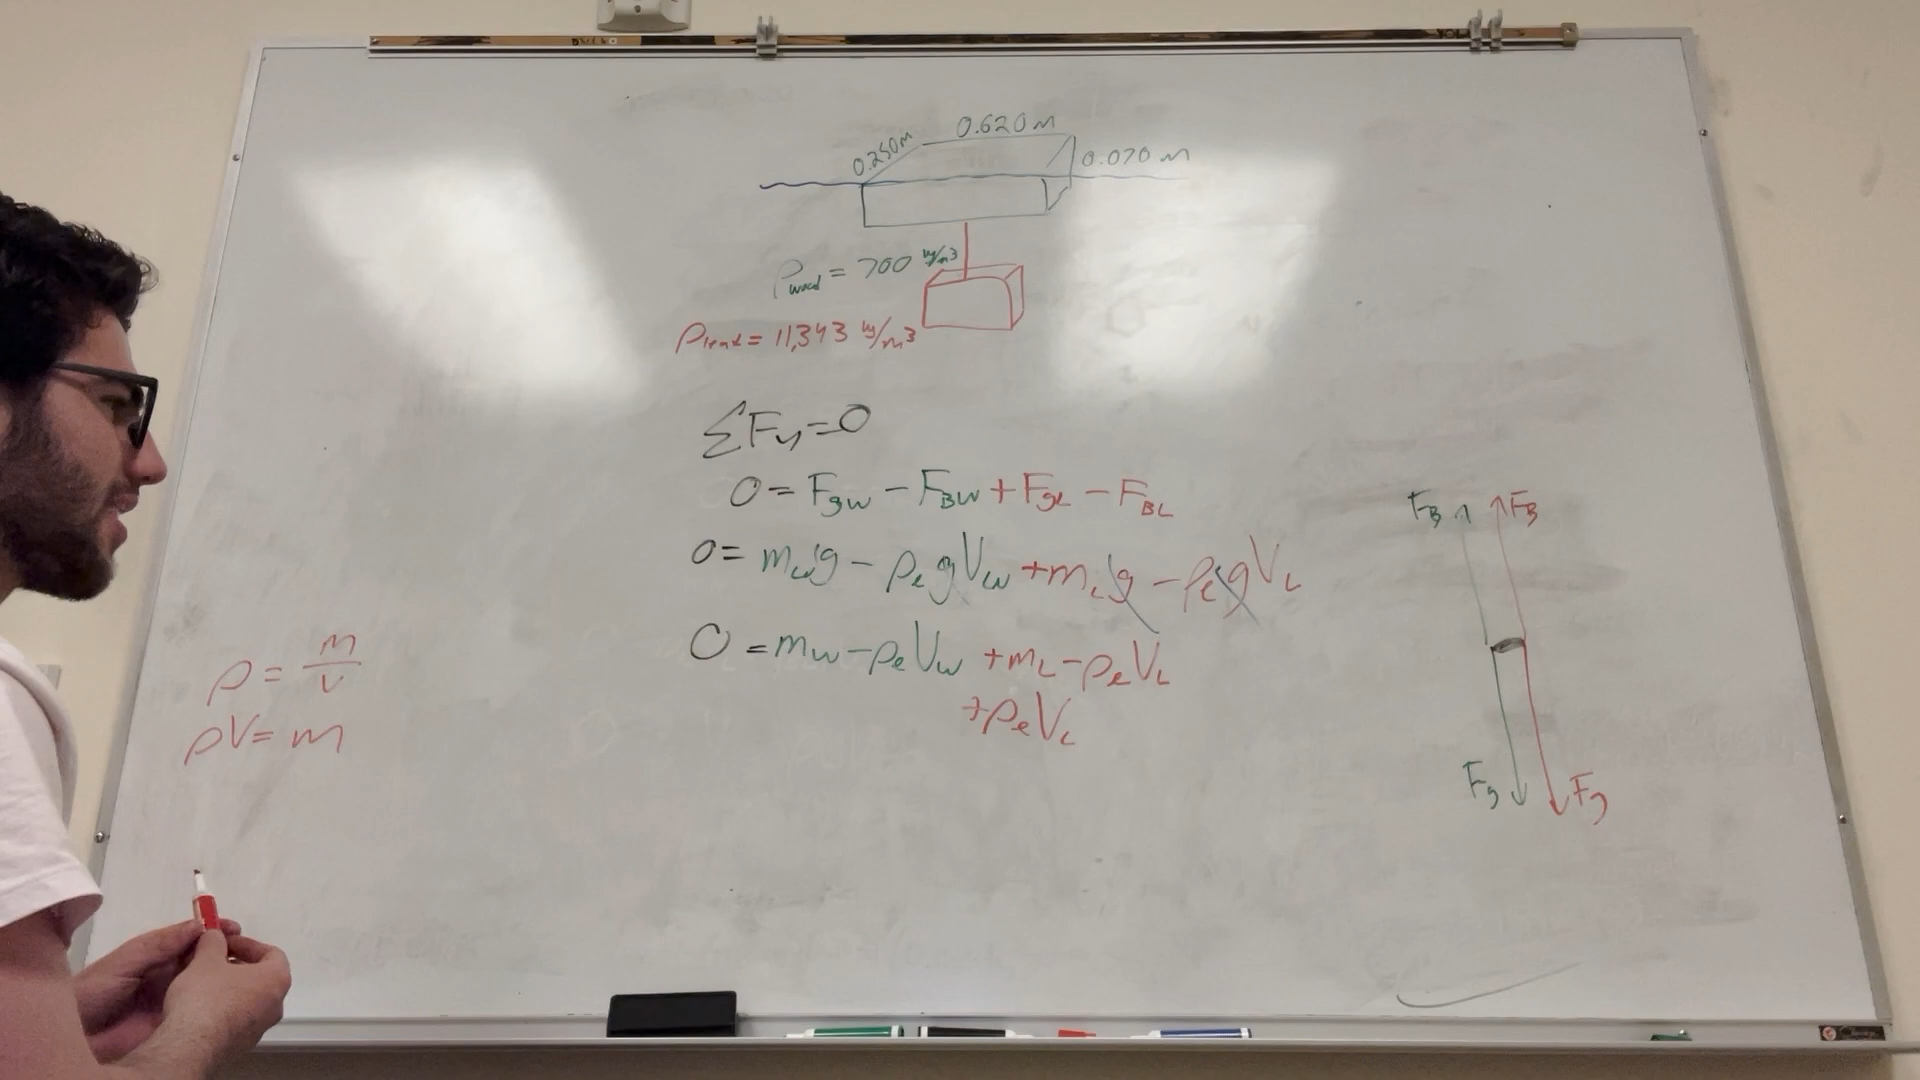 0.620m
0.250m
0.070 m
ρwood = 700 kg/m³
ρlead = 11,343 kg/m³
ΣFy=0
0=Fgw - FBW + FgL - FBL
0= mwg - ρegVw +mLg - ρegVL
0 =mw-ρeVw +mL-ρeVL
+ρeVL
ρ = m/v
ρV= m
FB FB
Fg Fg